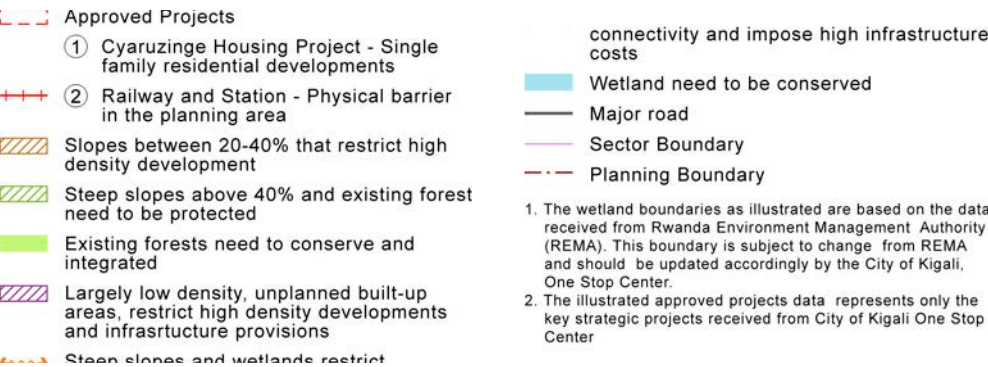 Approved Projects
1 Cyaruzinge Housing Project - Single
family residential developments
2 Railway and Station - Physical barrier
in the planning area
Slopes between 20-40% that restrict high
density development
Steep slopes above 40% and existing forest
need to be protected
Existing forests need to conserve and
integrated
Largely low density, unplanned built-up
areas, restrict high density developments
and infrasrtucture provisions
Steep slopes and wetlands restrict
connectivity and impose high infrastructure
costs
Wetland need to be conserved
Major road
Sector Boundary
Planning Boundary
1. The wetland boundaries as illustrated are based on the data
received from Rwanda Environment Management Authority
(REMA). This boundary is subject to change from REMA
and should be updated accordingly by the City of Kigali,
One Stop Center.
2. The illustrated approved projects data represents only the
key strategic projects received from City of Kigali One Stop
Center